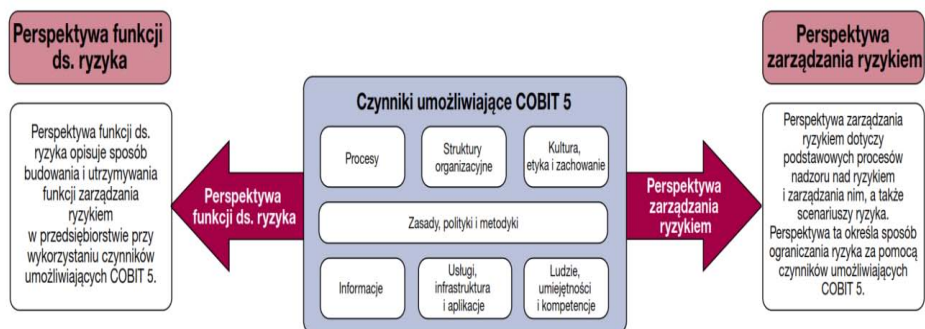 Perspektywa funkcji
ds. ryzyka
Perspektywa funkcji ds.
ryzyka opisuje sposób
budowania i utrzymywania
funkcji zarządzania
ryzykiem
w przedsiębiorstwie przy
wykorzystaniu czynników
umożliwiających COBIT 5.
Perspektywa
funkcji ds. ryzyka
Czynniki umożliwiające COBIT 5
Procesy
Struktury
organizacyjne
Kultura,
etyka i zachowanie
Zasady, polityki i metodyki
Informacje
Usługi,
infrastruktura
i aplikacje
Ludzie,
umiejętności
i kompetencje
Perspektywa
zarządzania
ryzykiem
Perspektywa
zarządzania ryzykiem
Perspektywa zarządzania
ryzykiem dotyczy
podstawowych procesów
nadzoru nad ryzykiem
i zarządzania nim, a także
scenariuszy ryzyka.
Perspektywa ta określa sposób
ograniczania ryzyka za pomocą
czynników umożliwiających
COBIT 5.